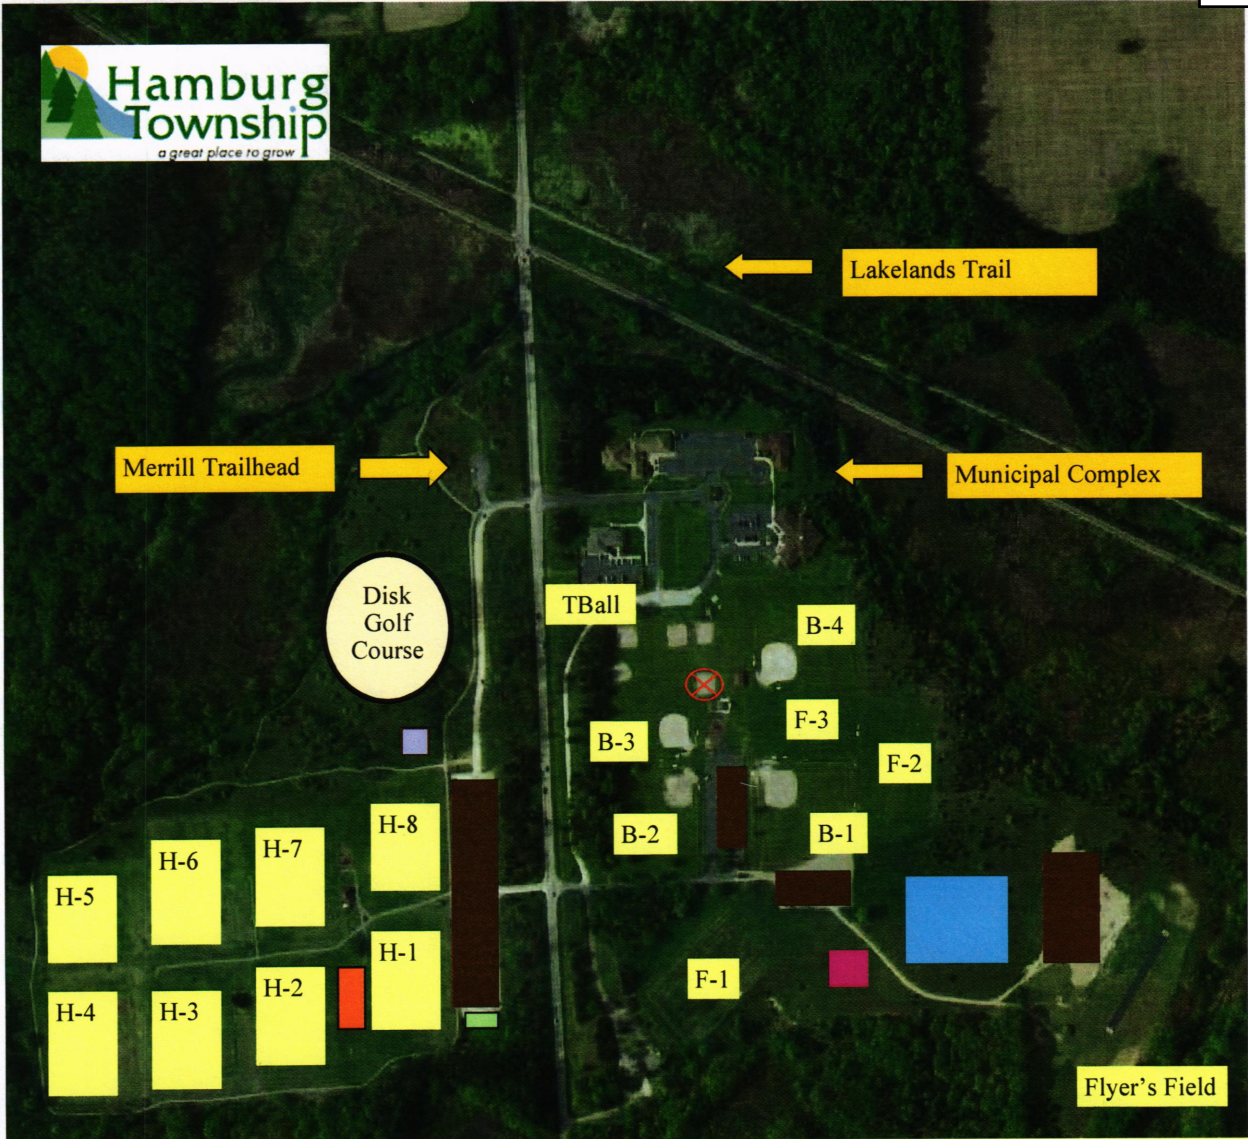 Hamburg
Township
a great place to grow
Lakelands Trail
Merrill Trailhead
Municipal Complex
Disk
Golf
Course
TBall
B-4
F-3
B-3
F-2
B-2
B-1
H-8
H-7
H-6
H-5
H-1
H-2
H-3
H-4
F-1
Flyer's Field